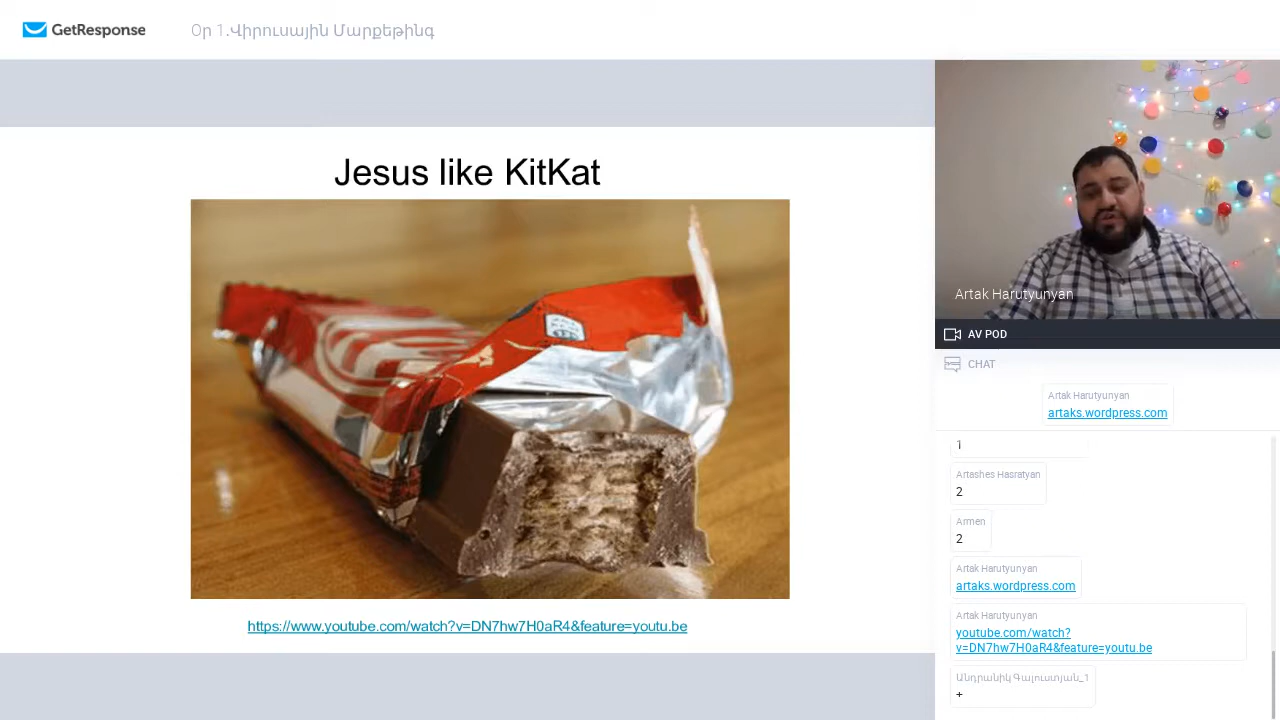 GetResponse
Օր 1.Վիրուսային Մարքեթինգ
Jesus like KitKat
https://www.youtube.com/watch?v=DN7hw7H0aR4&feature=youtu.be
Artak Harutyunyan
AV POD
CHAT
Artak Harutyunyan
artaks.wordpress.com
1
Artashes Hasratyan
2
Armen
2
Artak Harutyunyan
artaks.wordpress.com
Artak Harutyunyan
youtube.com/watch?
v=DN7hw7H0aR4&feature=youtu.be
Անդրանիկ Գալուստյան_1
+